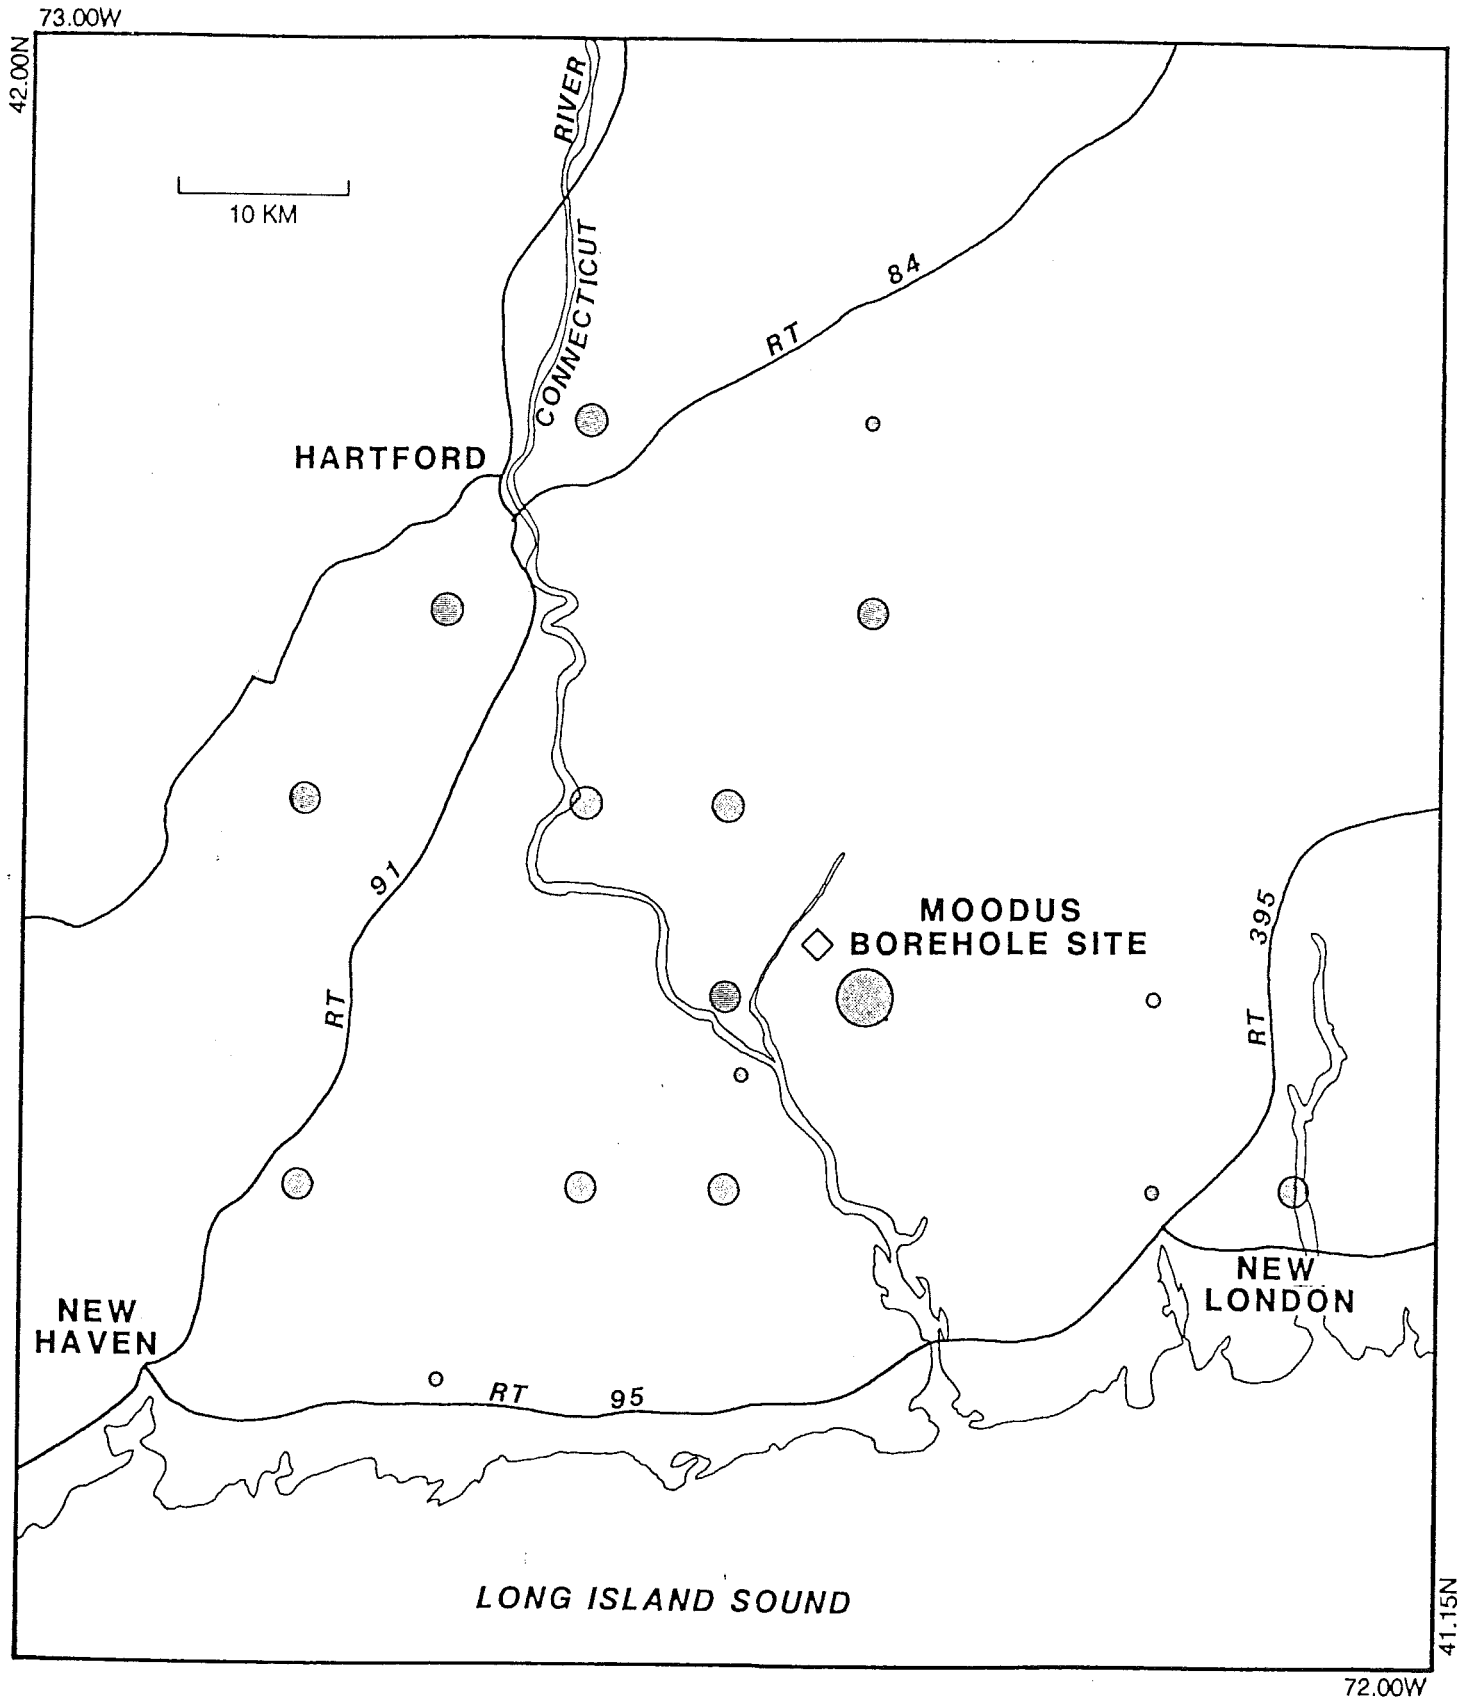 73.00W
42.00N
RIVER
10 KM
CONNECTICUT
RT 84
HARTFORD
MOODUS
BOREHOLE SITE
RT 91
RT 395
NEW
LONDON
NEW
HAVEN
RT 95
LONG ISLAND SOUND
41.15N
72.00W